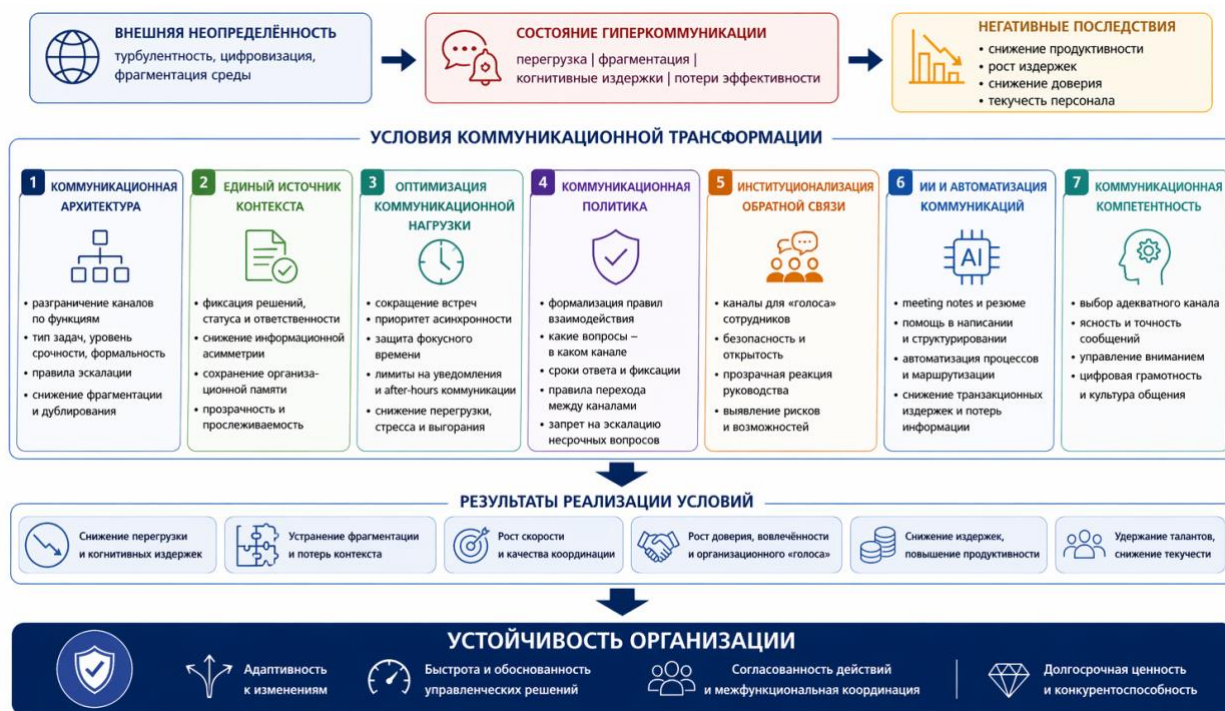 ВНЕШНЯЯ НЕОПРЕДЕЛЁННОСТЬ
турбулентность, цифровизация,
фрагментация среды
СОСТОЯНИЕ ГИПЕРКОММУНИКАЦИИ
перегрузка | фрагментация |
когнитивные издержки | потери эффективности
НЕГАТИВНЫЕ ПОСЛЕДСТВИЯ
• снижение продуктивности
• рост издержек
• снижение доверия
• текучесть персонала
УСЛОВИЯ КОММУНИКАЦИОННОЙ ТРАНСФОРМАЦИИ
1 КОММУНИКАЦИОННАЯ
АРХИТЕКТУРА
• разграничение каналов
по функциям
• тип задач, уровень
срочности, формальность
• правила эскалации
• снижение фрагментации
и дублирования
2 ЕДИНЫЙ ИСТОЧНИК
КОНТЕКСТА
• фиксация решений,
статуса и ответственности
• снижение информационной
асимметрии
• сохранение организа-
ционной памяти
• прозрачность и
прослеживаемость
3 ОПТИМИЗАЦИЯ
КОММУНИКАЦИОННОЙ
НАГРУЗКИ
• сокращение встреч
• приоритет асинхронности
• защита фокусного
времени
• лимиты на уведомления
и after-hours коммуникации
• снижение перегрузки,
стресса и выгорания
4 КОММУНИКАЦИОННАЯ
ПОЛИТИКА
• формализация правил
взаимодействия
• какие вопросы –
в каком канале
• сроки ответа и фиксации
• правила перехода
между каналами
• запрет на эскалацию
несрочных вопросов
5 ИНСТИТУЦИОНАЛИЗАЦИЯ
ОБРАТНОЙ СВЯЗИ
• каналы для «голоса»
сотрудников
• безопасность и
открытость
• прозрачная реакция
руководства
• выявление рисков
и возможностей
6 ИИ И АВТОМАТИЗАЦИЯ
КОММУНИКАЦИЙ
AI
• meeting notes и резюме
• помощь в написании
и структурировании
• автоматизация процессов
и маршрутизации
• снижение транзакционных
издержек и потерь
информации
7 КОММУНИКАЦИОННАЯ
КОМПЕТЕНТНОСТЬ
• выбор адекватного канала
• ясность и точность
сообщений
• управление вниманием
• цифровая грамотность
и культура общения
РЕЗУЛЬТАТЫ РЕАЛИЗАЦИИ УСЛОВИЙ
Снижение перегрузки
и когнитивных издержек
Устранение фрагментации
и потерь контекста
Рост скорости
и качества координации
Рост доверия, вовлечённости
и организационного «голоса»
Снижение издержек,
повышение продуктивности
Удержание талантов,
снижение текучести
УСТОЙЧИВОСТЬ ОРГАНИЗАЦИИ
Адаптивность
к изменениям
Быстрота и обоснованность
управленческих решений
Согласованность действий
и межфункциональная координация
Долгосрочная ценность
и конкурентоспособность